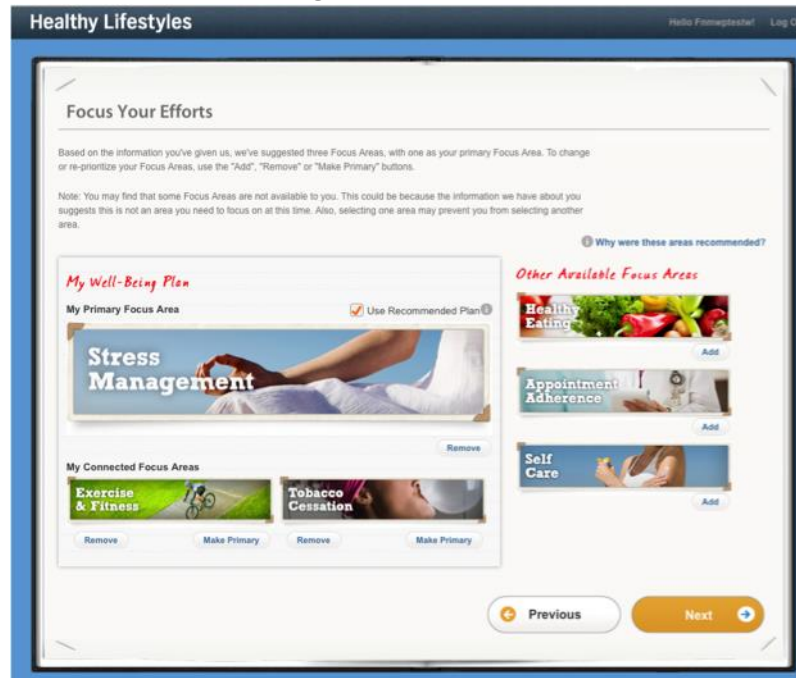 Healthy Lifestyles
Hello Fnmwptestw! Log O
Focus Your Efforts
Based on the information you've given us, we've suggested three Focus Areas, with one as your primary Focus Area. To change
or re-prioritize your Focus Areas, use the "Add", "Remove" or "Make Primary" buttons.
Note: You may find that some Focus Areas are not available to you. This could be because the information we have about you
suggests this is not an area you need to focus on at this time. Also, selecting one area may prevent you from selecting another
area.
Why were these areas recommended?
My Well-Being Plan
My Primary Focus Area
Use Recommended Plan
Stress
Management
Remove
My Connected Focus Areas
Exercise
& Fitness
Remove
Make Primary
Tobacco
Cessation
Remove
Make Primary
Other Available Focus Areas
Healthy
Eating
Add
Appointment
Adherence
Add
Self
Care
Add
Previous
Next